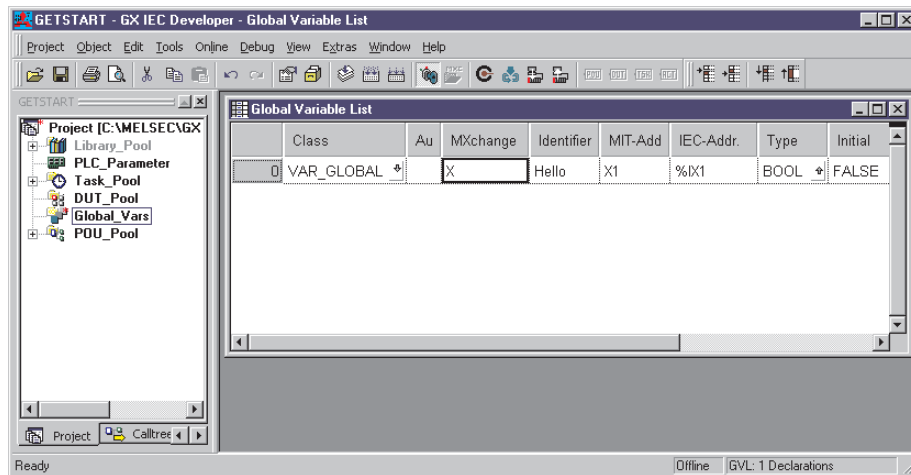 GETSTART - GX IEC Developer - Global Variable List
Project Object Edit Tools Online Debug View Extras Window Help
GETSTART
Project [C:\MELSEC\GX
Library_Pool
PLC_Parameter
Task_Pool
DUT_Pool
Global_Vars
POU_Pool
Project Calltree
Global Variable List
Class Au MXchange Identifier MIT-Add IEC-Addr. Type Initial
0 VAR_GLOBAL X Hello X1 %IX1 BOOL FALSE
Ready Offline GVL: 1 Declarations